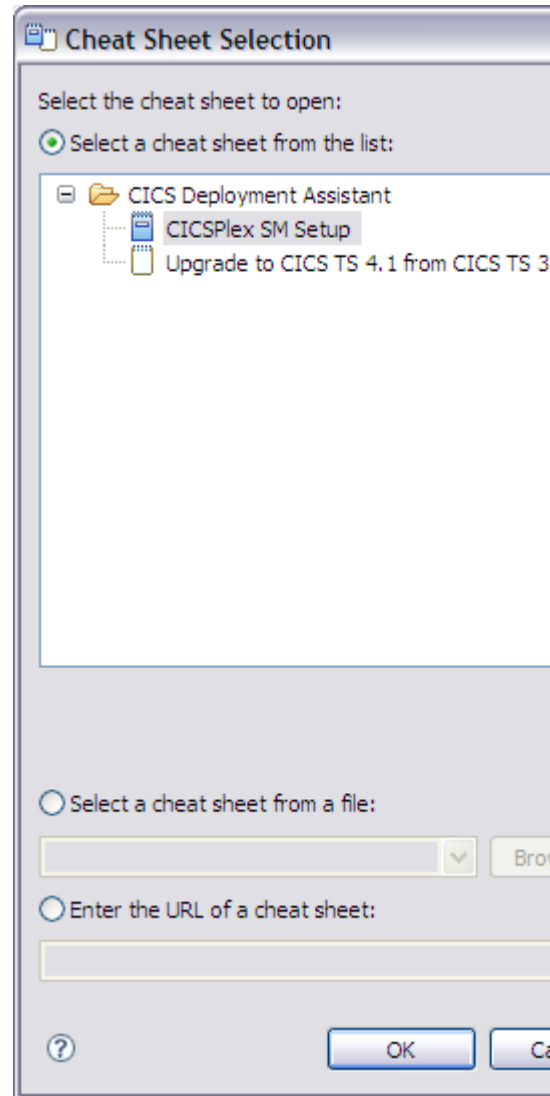 Cheat Sheet Selection
Select the cheat sheet to open:
Select a cheat sheet from the list:
CICS Deployment Assistant
CICSPlex SM Setup
Upgrade to CICS TS 4.1 from CICS TS 3
Select a cheat sheet from a file:
Enter the URL of a cheat sheet:
?
OK